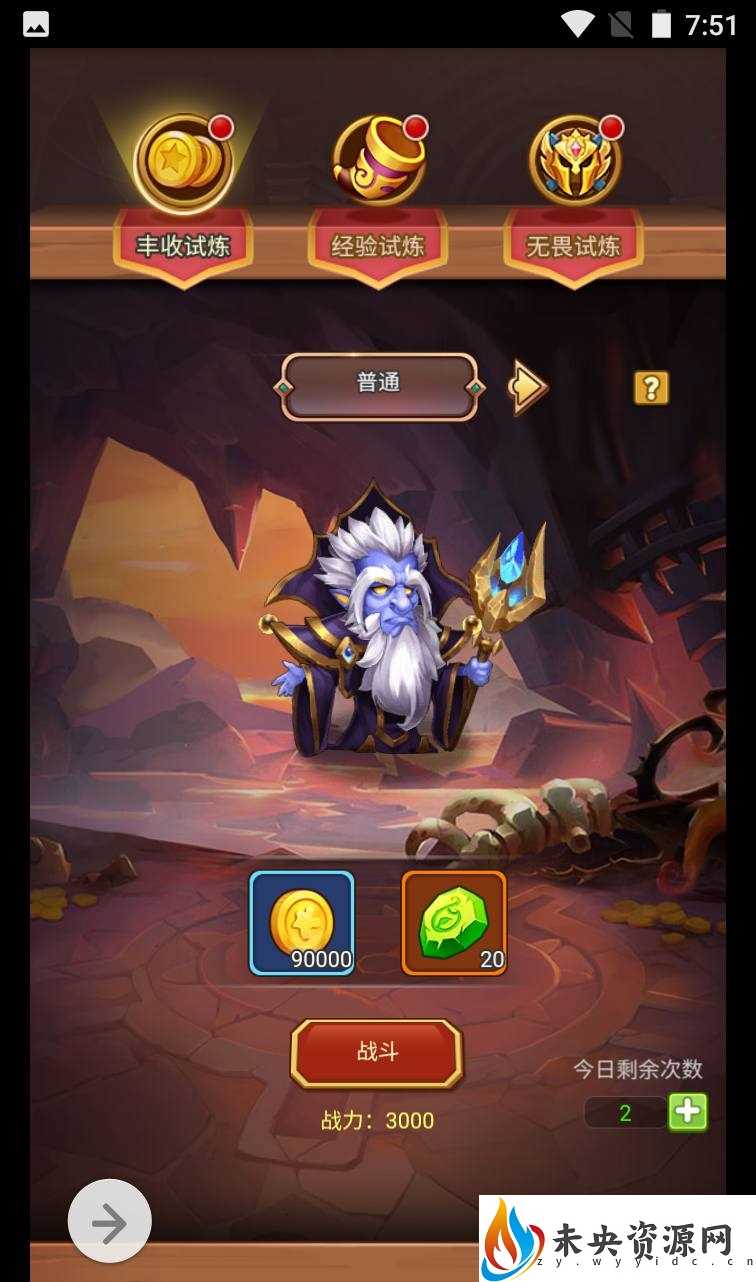 7:51
丰收试炼
经验试炼
无畏试炼
普通
?
90000
20
战斗
今日剩余次数
2
战力：3000
未央资源网
zy.wyyidc.cn